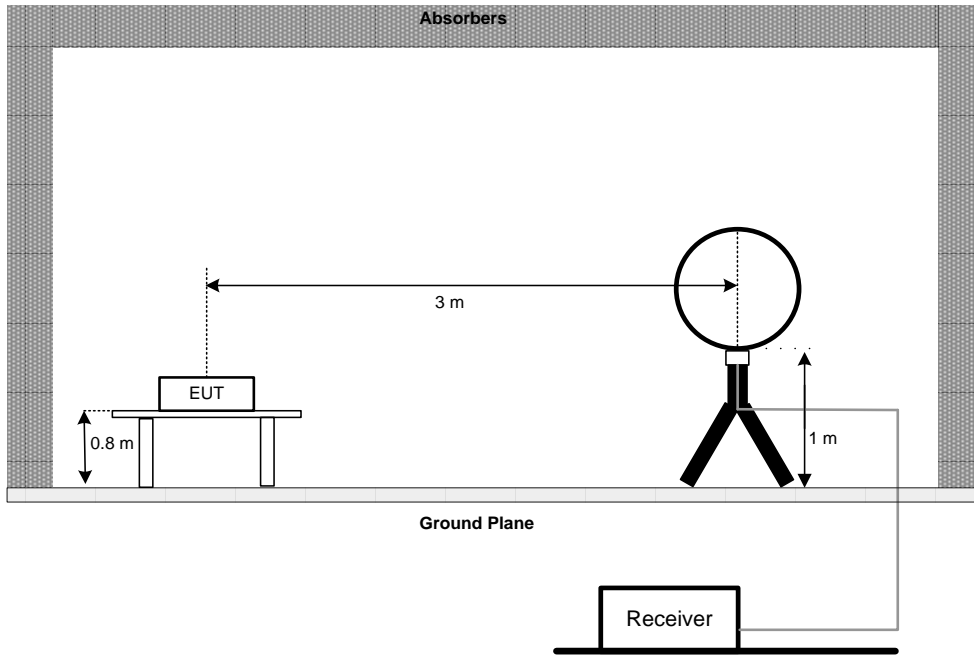 Absorbers
3 m
EUT
0.8 m
1 m
Ground Plane
Receiver